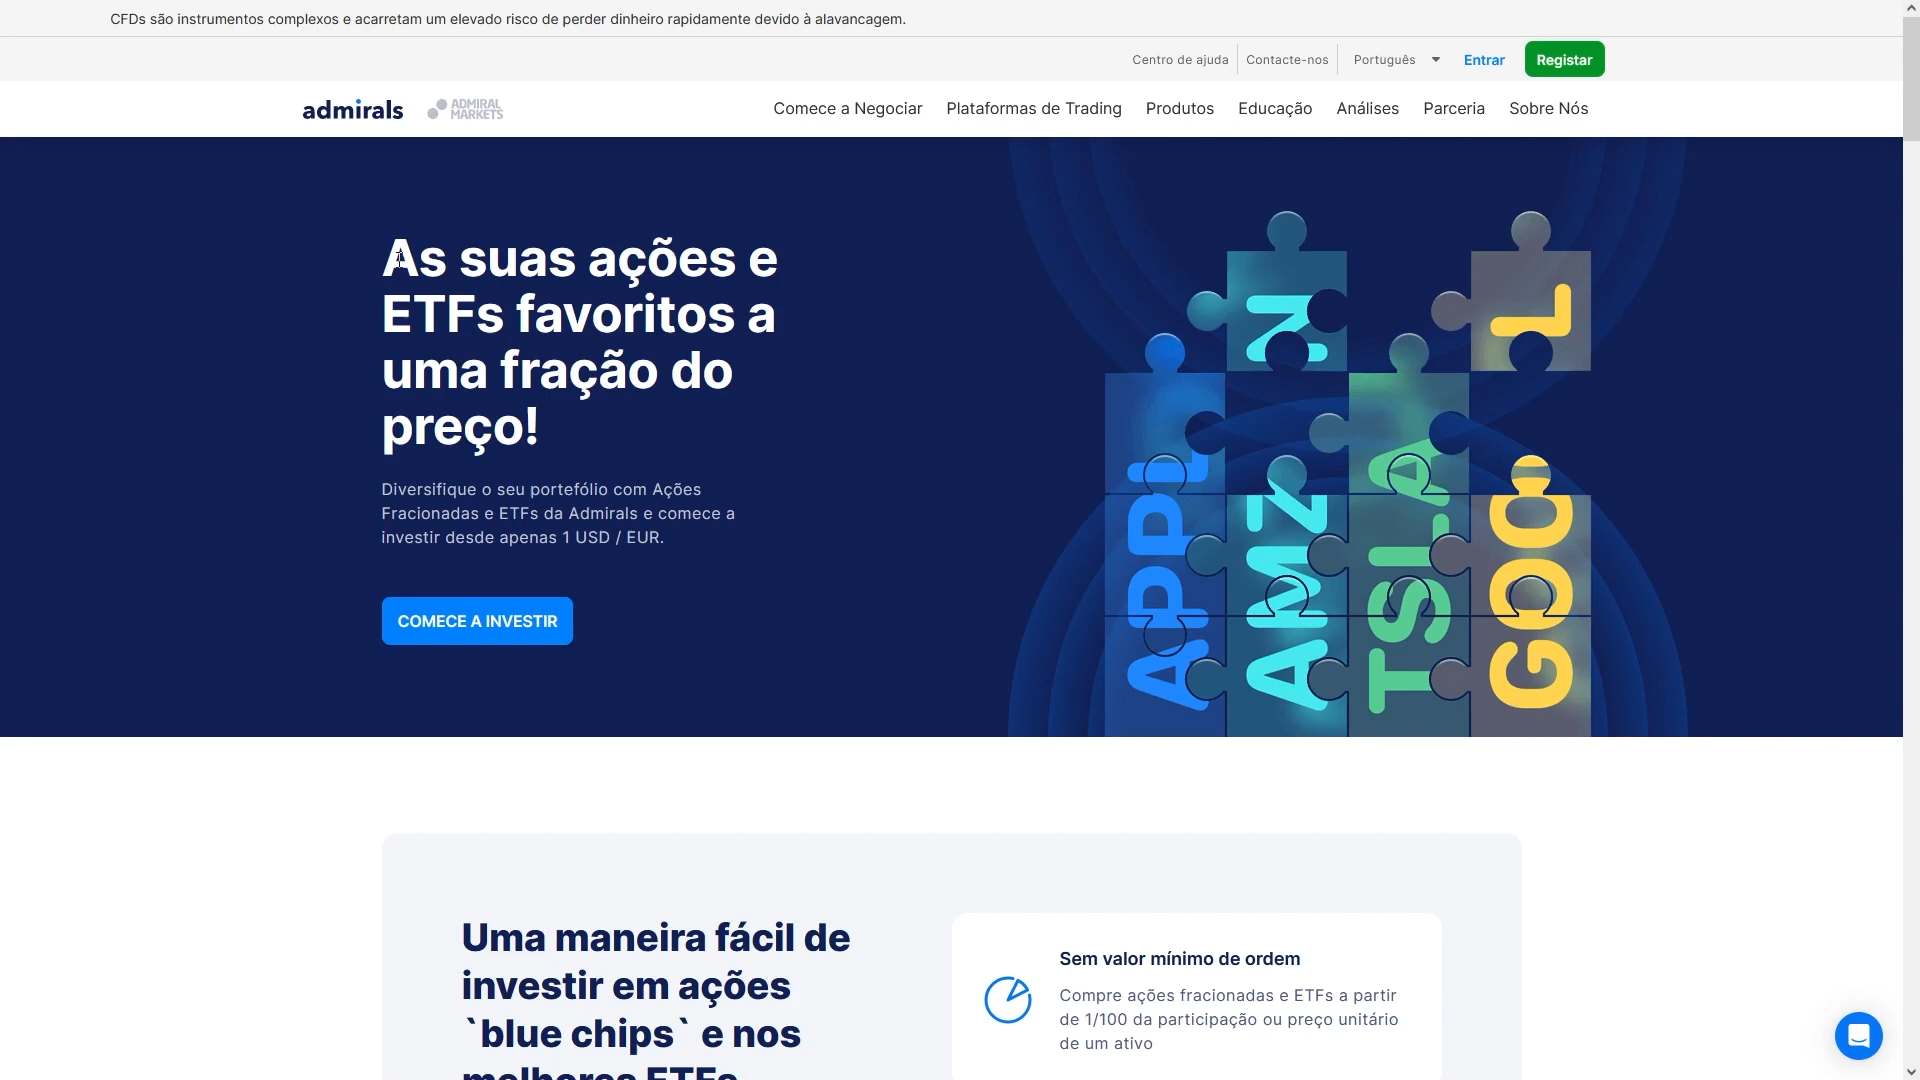 CFDs são instrumentos complexos e acarretam um elevado risco de perder dinheiro rapidamente devido à alavancagem.
Centro de ajuda Contacte-nos Português Entrar Registar
admirals ADMIRAL MARKETS Comece a Negociar Plataformas de Trading Produtos Educação Análises Parceria Sobre Nós
As suas ações e
ETFs favoritos a
uma fração do
preço!
Diversifique o seu portefólio com Ações
Fracionadas e ETFs da Admirals e comece a
investir desde apenas 1 USD / EUR.
COMECE A INVESTIR
APPL
AMZN
TSLA
GOOL
Uma maneira fácil de
investir em ações
`blue chips` e nos
melhores ETFs
Sem valor mínimo de ordem
Compre ações fracionadas e ETFs a partir
de 1/100 da participação ou preço unitário
de um ativo